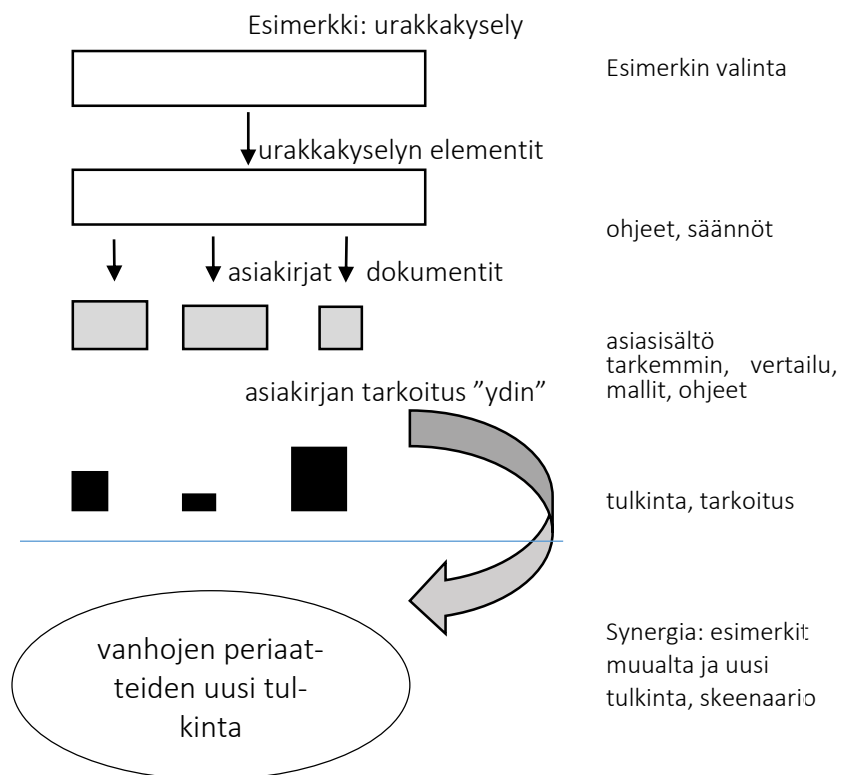 Esimerkki: urakkakysely
Esimerkin valinta
urakkakyselyn elementit
ohjeet, säännöt
asiakirjat dokumentit
asiasisältö
tarkemmin, vertailu,
mallit, ohjeet
asiakirjan tarkoitus ”ydin”
tulkinta, tarkoitus
vanhojen periaat-
teiden uusi tul-
kinta
Synergia: esimerkit
muualta ja uusi
tulkinta, skeenaario